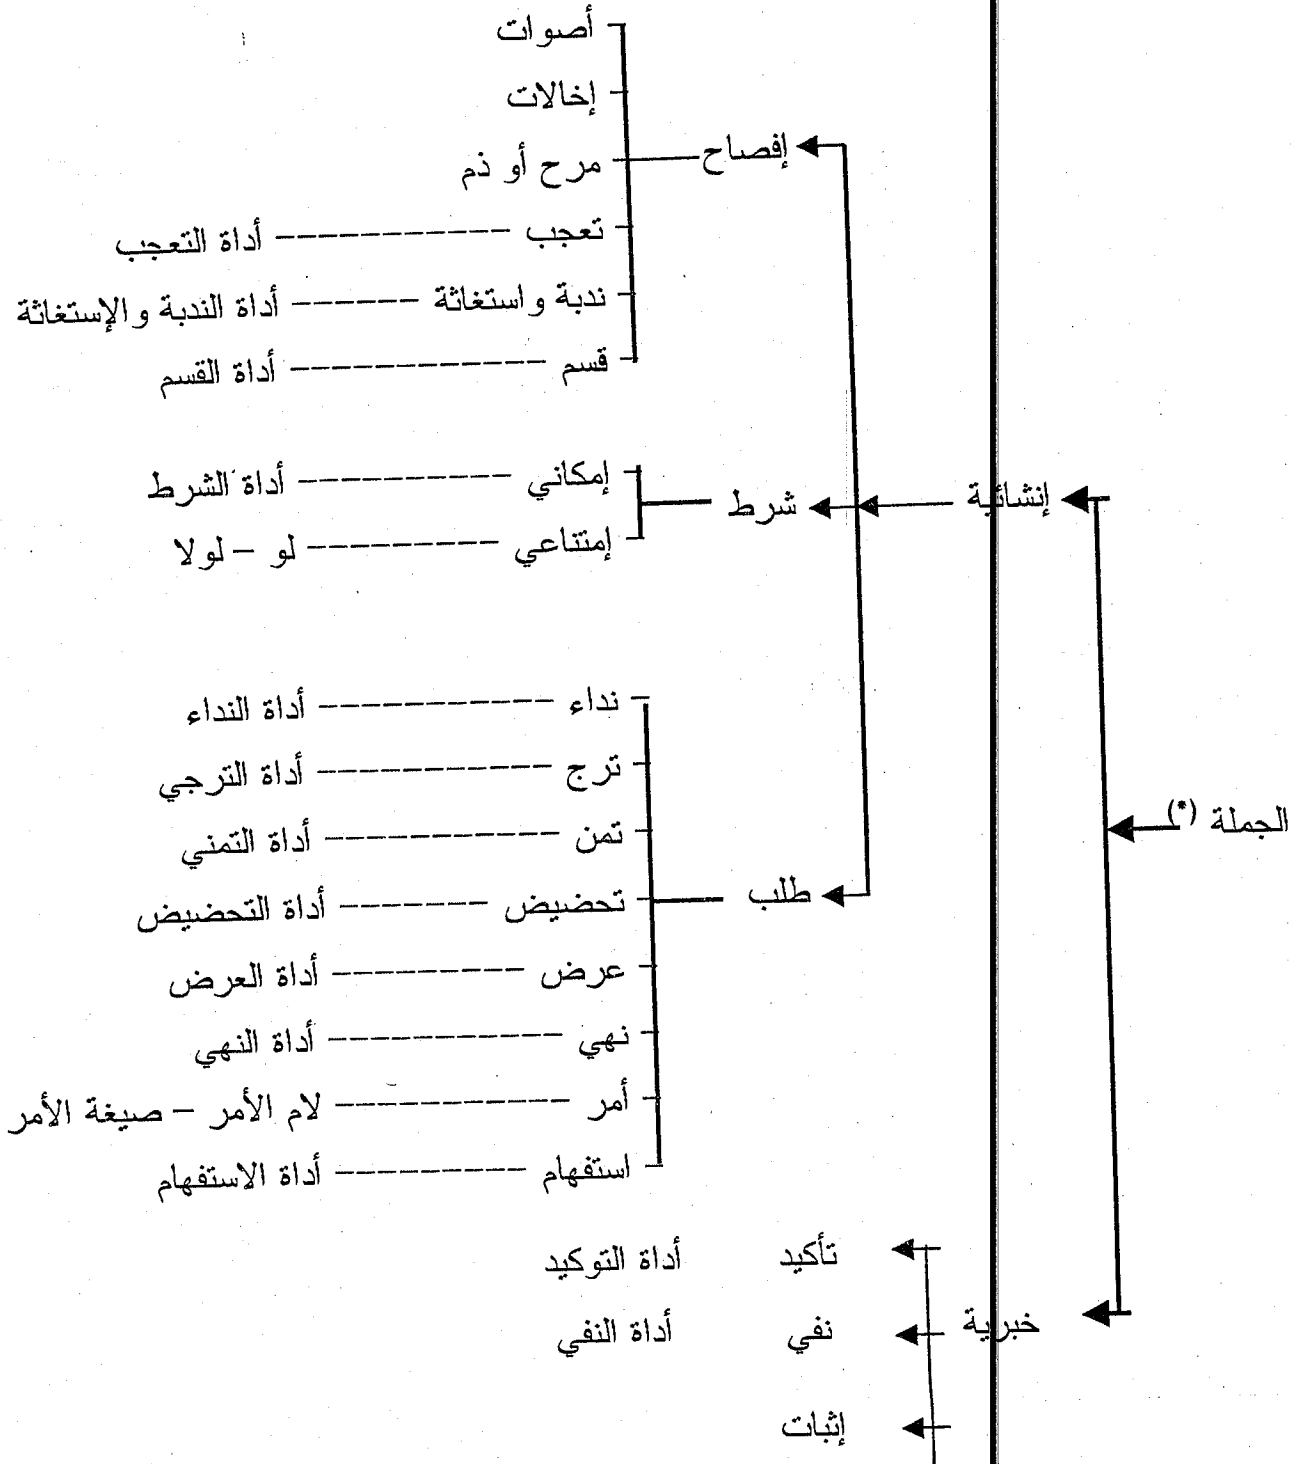 أصوات
إخالات
إفصاح
مرح أو ذم
تعجب ----------- أداة التعجب
ندبة واستغاثة ------ أداة الندبة والإستغاثة
قسم ------------ أداة القسم
إمكاني ---------- أداة الشرط
إنشائية
شرط
إمتناعي --------- لو – لولا
نداء ----------- أداة النداء
ترج ----------- أداة الترجي
الجملة (*)
تمن ----------- أداة التمني
طلب
تحضيض ------- أداة التحضيض
عرض --------- أداة العرض
نهي ----------- أداة النهي
أمر ----------- لام الأمر – صيغة الأمر
استفهام --------- أداة الاستفهام
تأكيد أداة التوكيد
خبرية
نفي أداة النفي
إثبات